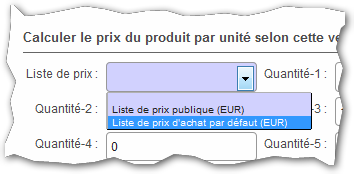 Calculer le prix du produit par unité selon cette
Liste de prix : Quantité-1 :
Quantité-2 : Liste de prix publique (EUR) -3 :
Liste de prix d'achat par défaut (EUR)
Quantité-4 : 0 Quantité-5 :